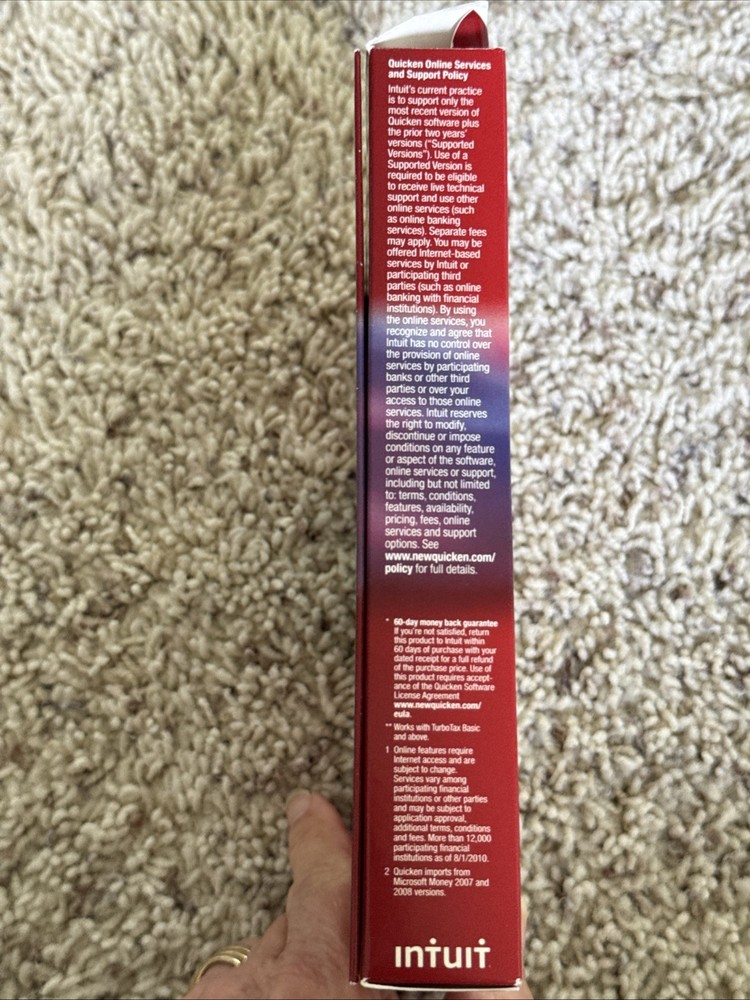 Quicken Online Services
and Support Policy
Intuit's current practice
is to support only the
most recent version of
Quicken software plus
the prior two years'
versions ("Supported
Versions"). Use of a
Supported Version is
required to be eligible
to receive live technical
support and use other
online services (such
as online banking
services). Separate fees
may apply. You may be
offered Internet-based
services by Intuit or
participating third
parties (such as online
banking with financial
institutions). By using
the online services, you
recognize and agree that
Intuit has no control over
the provision of online
services by participating
banks or other third
parties or over your
access to those online
services. Intuit reserves
the right to modify,
discontinue or impose
conditions on any feature
or aspect of the software,
online services or support,
including but not limited
to: terms, conditions,
features, availability,
pricing, fees, online
services and support
options. See
www.newquicken.com/
policy for full details.
* 60-day money back guarantee
If you're not satisfied, return
this product to Intuit within
60 days of purchase with your
dated receipt for a full refund
of the purchase price. Use of
this product requires accept-
ance of the Quicken Software
License Agreement
www.newquicken.com/
eula.
** Works with TurboTax Basic
and above.
1 Online features require
Internet access and are
subject to change.
Services vary among
participating financial
institutions or other parties
and may be subject to
application approval,
additional terms, conditions
and fees. More than 12,000
participating financial
institutions as of 8/1/2010.
2 Quicken imports from
Microsoft Money 2007 and
2008 versions.
intuit